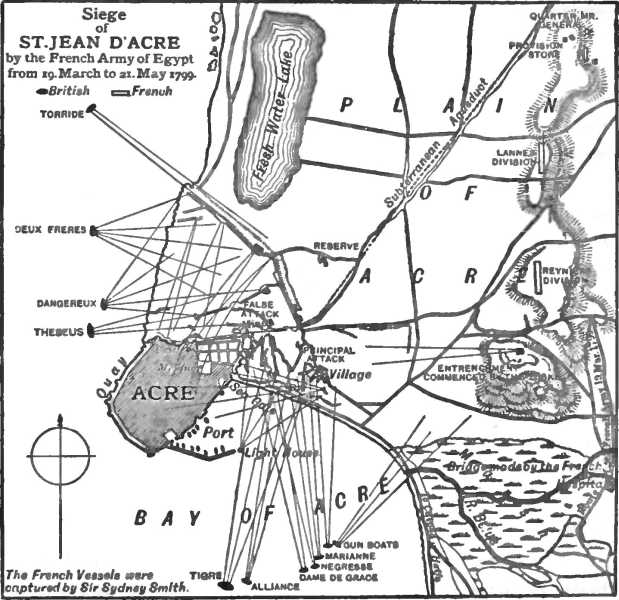 Siege
of
ST. JEAN D'ACRE
by the French Army of Egypt
from 19. March to 21. May 1799.
British French
TORRIDE
DEUX FRERES
DANGEREUX
THEBEUS
Fresh Water Lake
QUARTER MR.
GENERAL
PROVISION
STORE
PLAIN
OF
ACRE
LANNES
DIVISION
Subterranean Aqueduct
RESERVE
REYNIER
DIVISION
FALSE
ATTACK
PRINCIPAL
ATTACK
Village
ENTRENCHMENT
COMMENCED BY THE
Quay
ACRE
Port
Light House
Bridge made by the French
Hospital
BAY OF ACRE
GUN BOATS
MARIANNE
NEGRESSE
DAME DE GRACE
TIGRE
ALLIANCE
The French Vessels were
captured by Sir Sydney Smith.